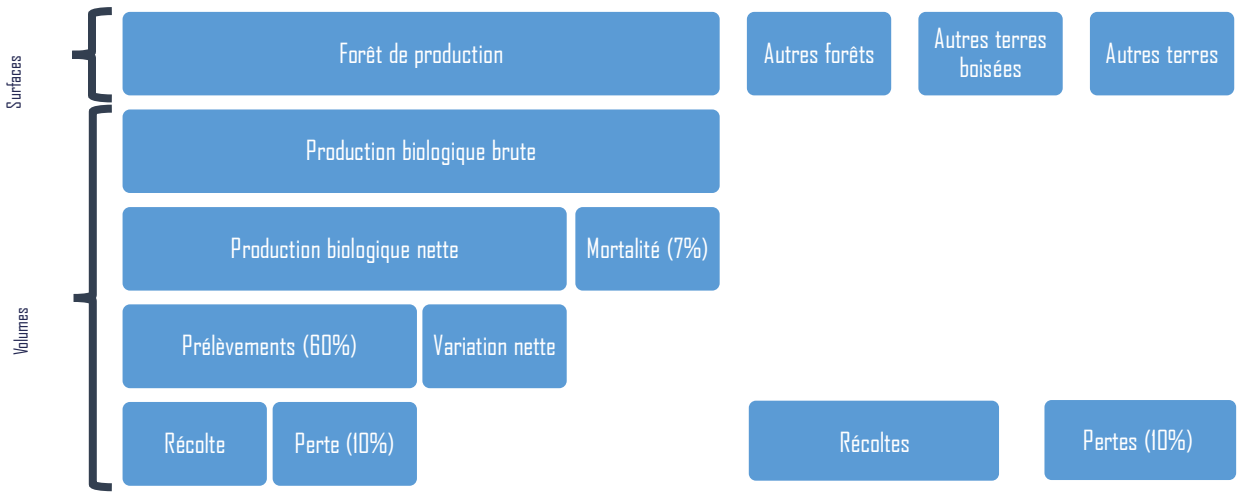 Surfaces
Forêt de production
Autres forêts
Autres terres
boisées
Autres terres
Volumes
Production biologique brute
Production biologique nette
Mortalité (7%)
Prélèvements (60%)
Variation nette
Récolte
Perte (10%)
Récoltes
Pertes (10%)